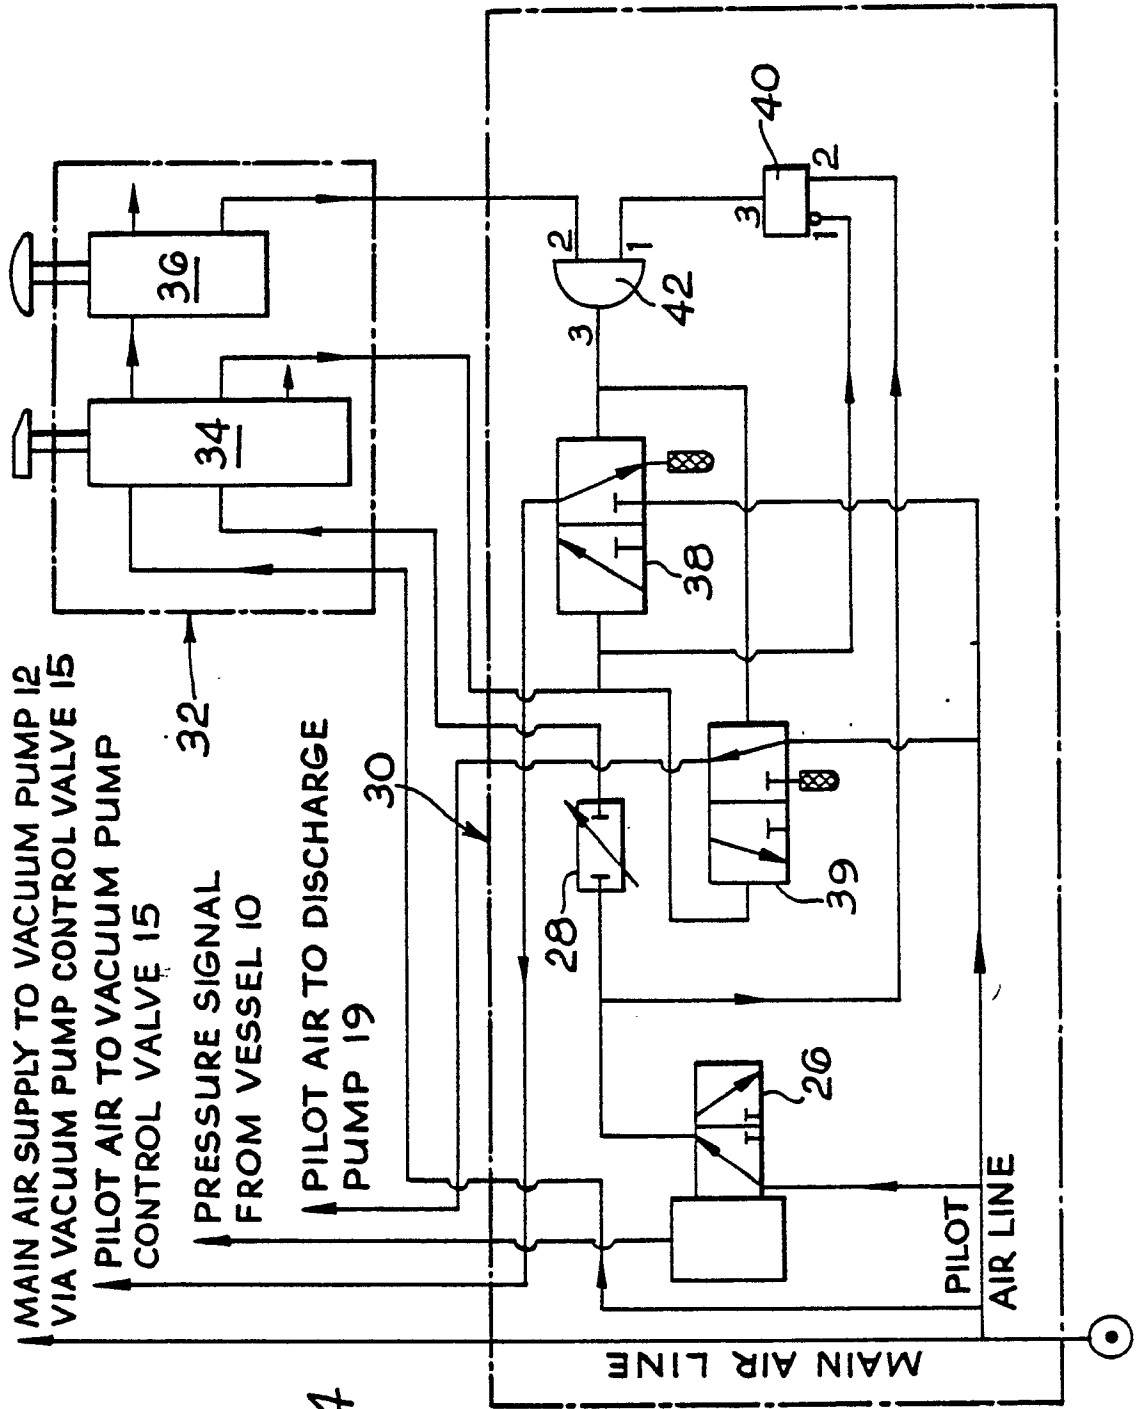 MAIN AIR SUPPLY TO VACUUM PUMP 12
VIA VACUUM PUMP CONTROL VALVE 15
PILOT AIR TO VACUUM PUMP
CONTROL VALVE 15
PRESSURE SIGNAL
FROM VESSEL 10
PILOT AIR TO DISCHARGE
PUMP 19
32
30
34
36
28
38
42
3
2
1
40
3
1
2
39
26
PILOT
AIR LINE
MAIN AIR LINE
4